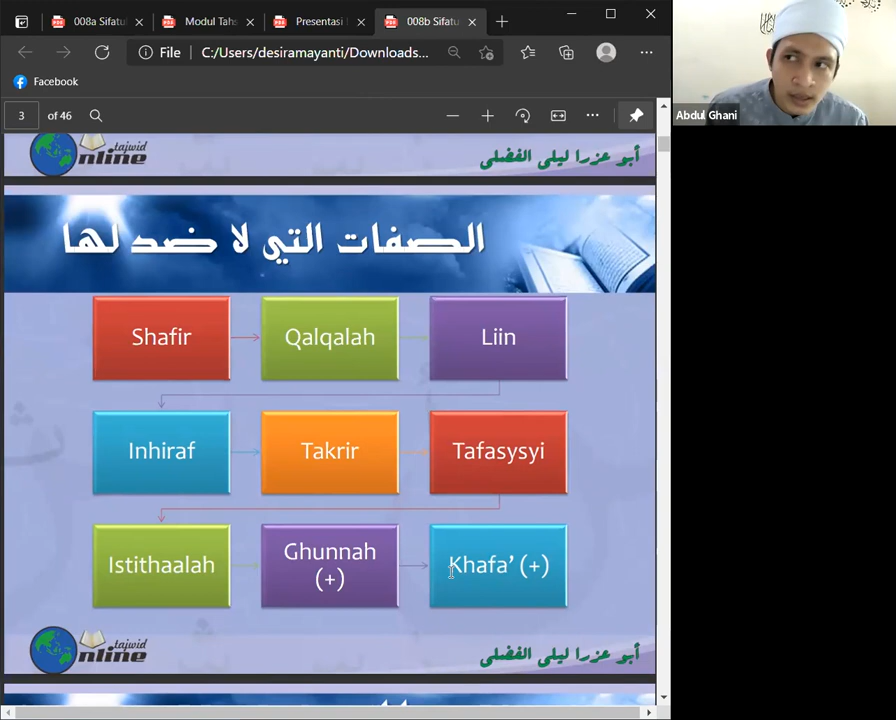 008a Sifatu
Modul Tahs
Presentasi
008b Sifatu
File
C:/Users/desiramayanti/Downloads...
Facebook
3
of 46
Abdul Ghani
tajwid
nline
أبو عزرا ليلى الفضلى
الصفات التي لا ضد لها
Shafir
Qalqalah
Liin
Inhiraf
Takrir
Tafasysyi
Istithaalah
Ghunnah
(+)
Khafa’ (+)
tajwid
nline
أبو عزرا ليلى الفضلى